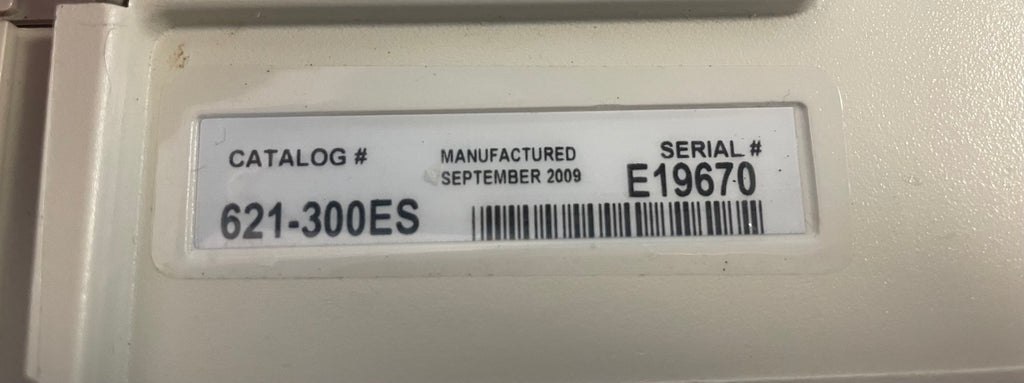 CATALOG #
621-300ES
MANUFACTURED
SEPTEMBER 2009
SERIAL #
E19670